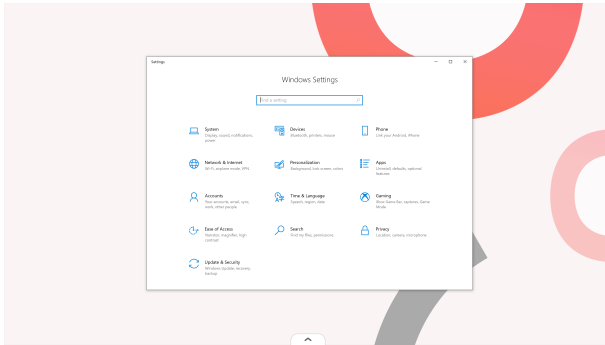 Settings
Windows Settings
Find a setting
System
Display, sound, notifications,
power
Devices
Bluetooth, printers, mouse
Phone
Link your Android, iPhone
Network & Internet
Wi-Fi, airplane mode, VPN
Personalization
Background, lock screen, colors
Apps
Uninstall, defaults, optional
features
Accounts
Your accounts, email, sync,
work, other people
Time & Language
Speech, region, date
Gaming
Xbox Game Bar, captures, Game
Mode
Ease of Access
Narrator, magnifier, high
contrast
Search
Find my files, permissions
Privacy
Location, camera, microphone
Update & Security
Windows Update, recovery,
backup